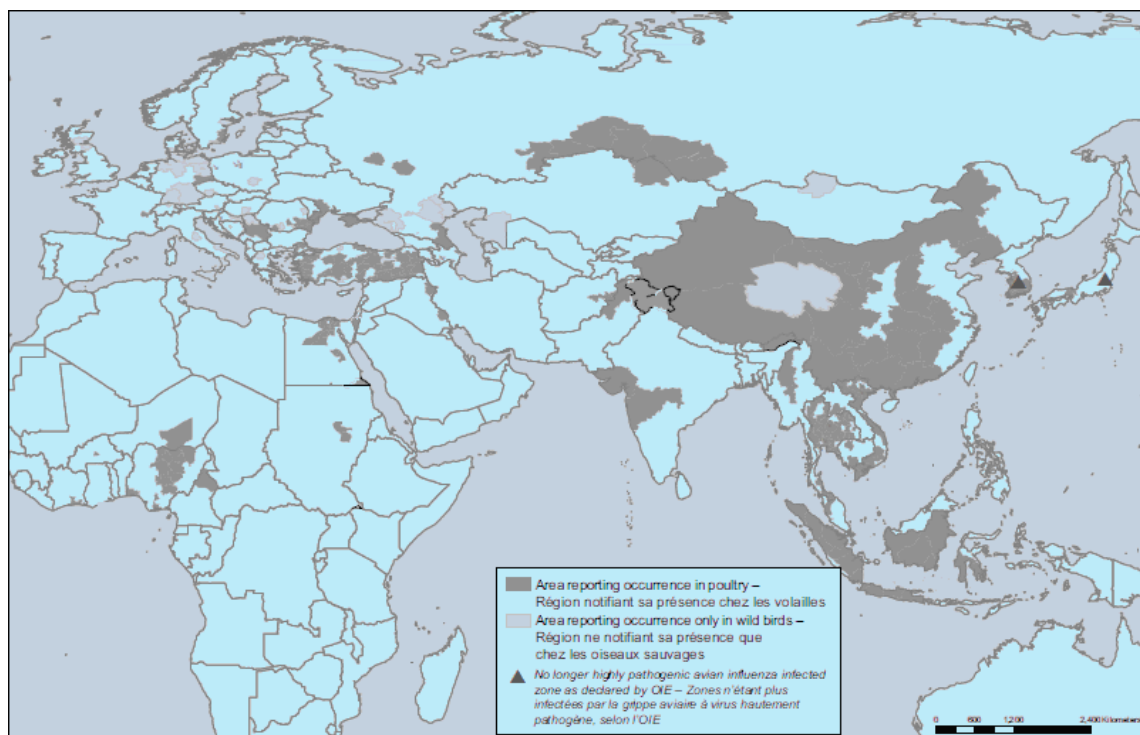 Area reporting occurrence in poultry –
Région notifiant sa présence chez les volailles
Area reporting occurrence only in wild birds –
Région ne notifiant sa présence que
chez les oiseaux sauvages
No longer highly pathogenic avian influenza infected
zone as declared by OIE – Zones n'étant plus
infectées par la grippe aviaire à virus hautement
pathogène, selon l'OIE
0 600 1,200 2,400 Kilometers